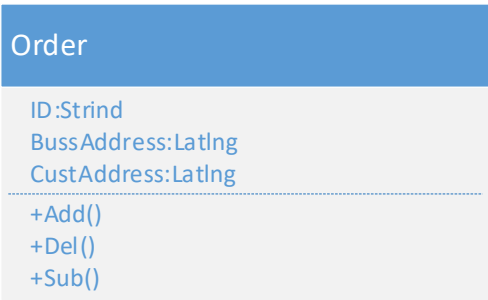 Order
ID:Strind
BussAddress:Latlng
CustAddress:Latlng
+Add()
+Del()
+Sub()